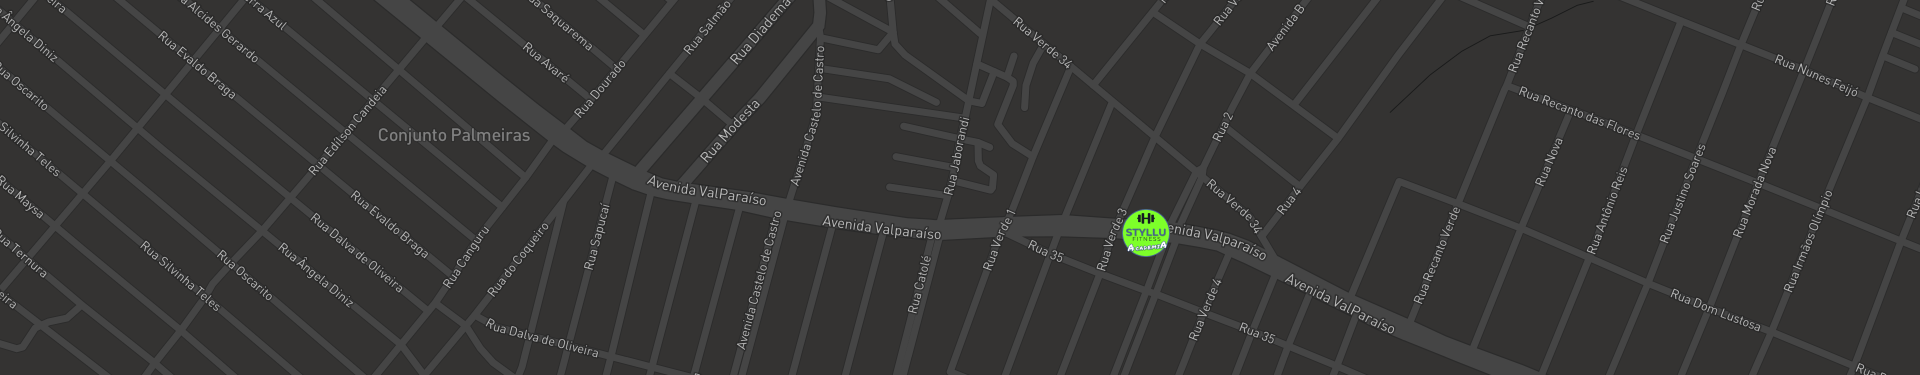 Rua Alcides Gerardo
Rua Saquarema
Rua Salmão
Rua Diadema
Rua Verde 34
Avenida B
Rua Evaldo Braga
Rua Avaré
Rua Dourado
Rua Nunes Feijó
Ângela Diniz
Rua Oscarito
Rua Edílson Candeia
Conjunto Palmeiras
Rua Modesta
Avenida Castelo de Castro
Rua Jaborandi
Rua 2
Rua Recanto das Flores
Silvinha Teles
Rua Nova
Rua Maysa
Avenida ValParaíso
Rua Verde 34
Rua 4
Rua Antônio Reis
Rua Justino Soares
Rua Morada Nova
Rua Evaldo Braga
Rua Dalva de Oliveira
Rua Ângela Diniz
Rua Canguru
Rua do Coqueiro
Rua Sapucaí
Avenida Castelo de Castro
Avenida Valparaíso
Rua Verde 1
Rua 35
Rua Verde 3
STYLLU
FITNESS
ACADEMIA
enida Valparaíso
Rua Recanto Verde
Rua Irmãos Olímpio
Rua Ternura
Rua Silvinha Teles
Rua Oscarito
Rua Catolé
Rua Verde 4
Avenida ValParaíso
Rua Dom Lustosa
Rua Dalva de Oliveira
Rua 35